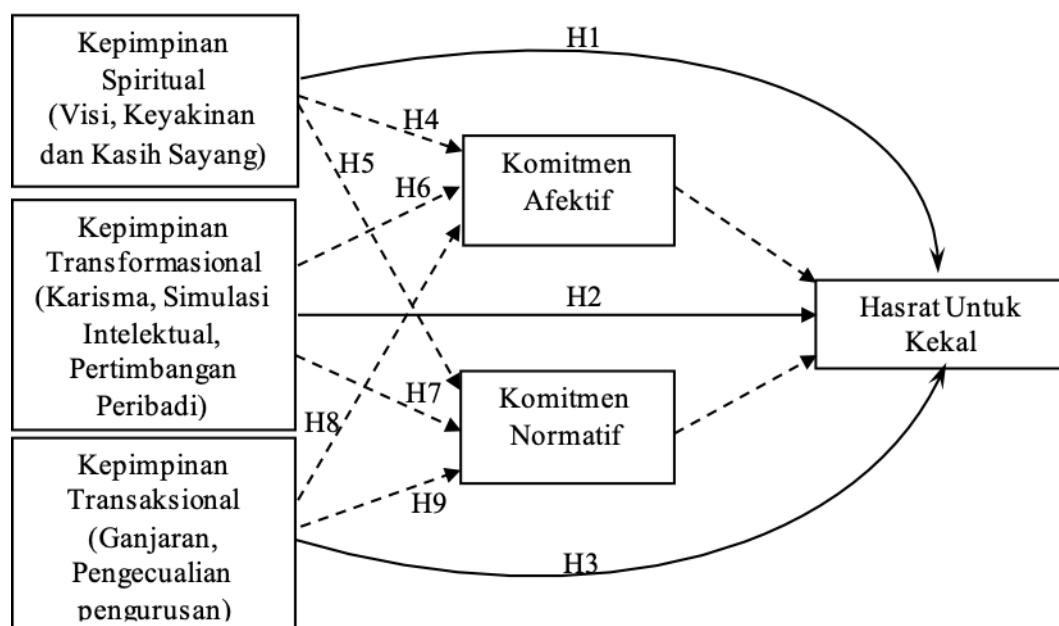 Kepimpinan
Spiritual
(Visi, Keyakinan
dan Kasih Sayang)
H1
H4
H5
Komitmen
Afektif
H6
Kepimpinan
Transformasional
(Karisma, Simulasi
Intelektual,
Pertimbangan
Peribadi)
H2
Hasrat Untuk
Kekal
H7
H8
Komitmen
Normatif
Kepimpinan
Transaksional
(Ganjaran,
Pengecualian
pengurusan)
H9
H3